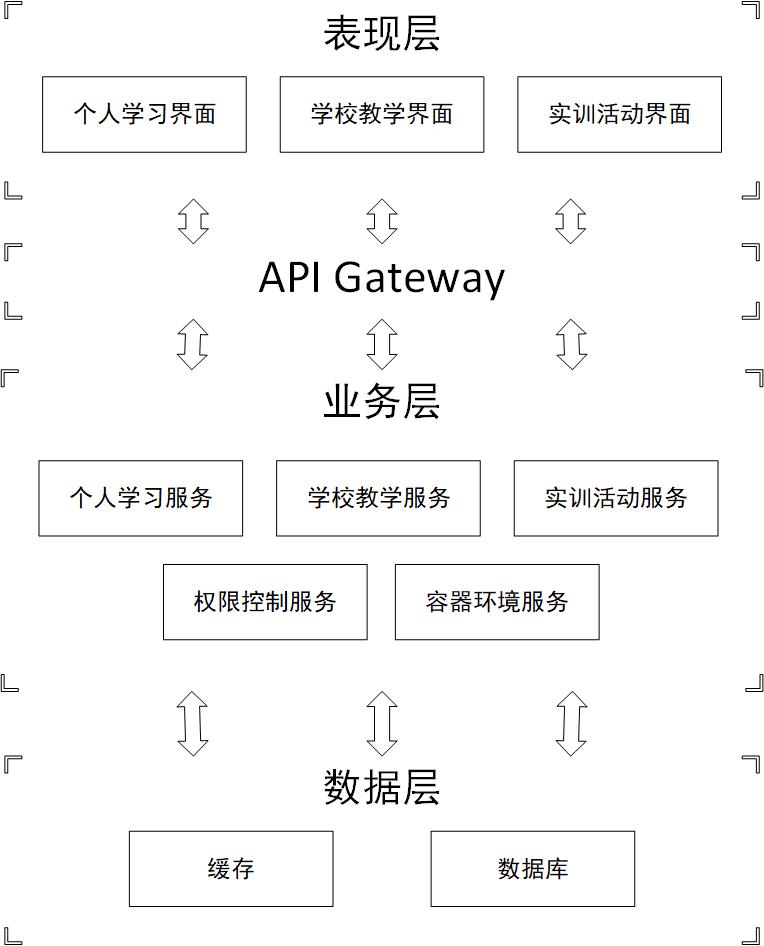 表现层
个人学习界面
学校教学界面
实训活动界面
API Gateway
业务层
个人学习服务
学校教学服务
实训活动服务
权限控制服务
容器环境服务
数据层
缓存
数据库